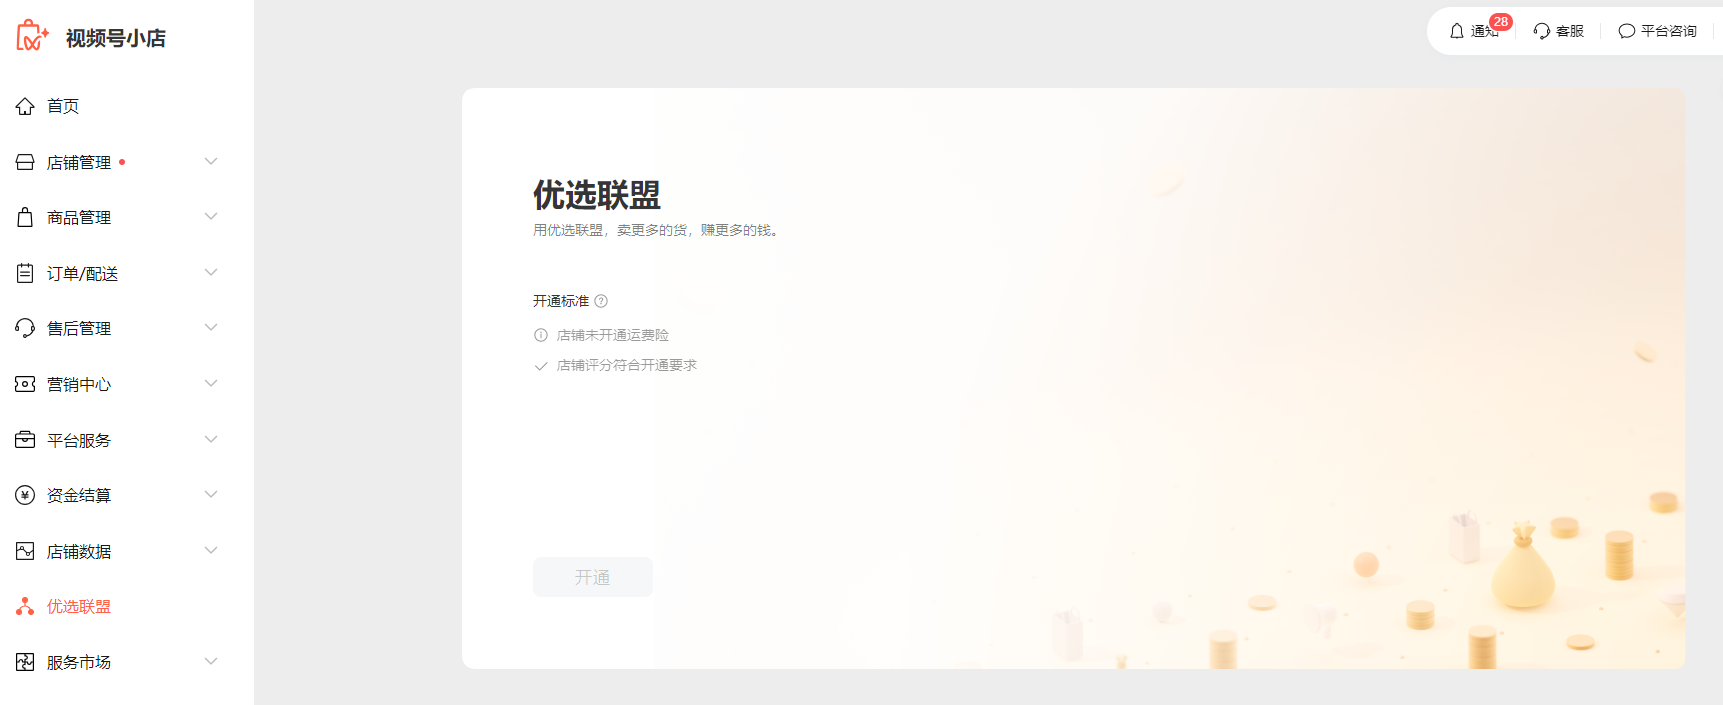 视频号小店
通知
28
客服
平台咨询
首页
店铺管理
商品管理
订单/配送
售后管理
营销中心
平台服务
资金结算
店铺数据
优选联盟
服务市场
优选联盟
用优选联盟，卖更多的货，赚更多的钱。
开通标准
店铺未开通运费险
店铺评分符合开通要求
开通